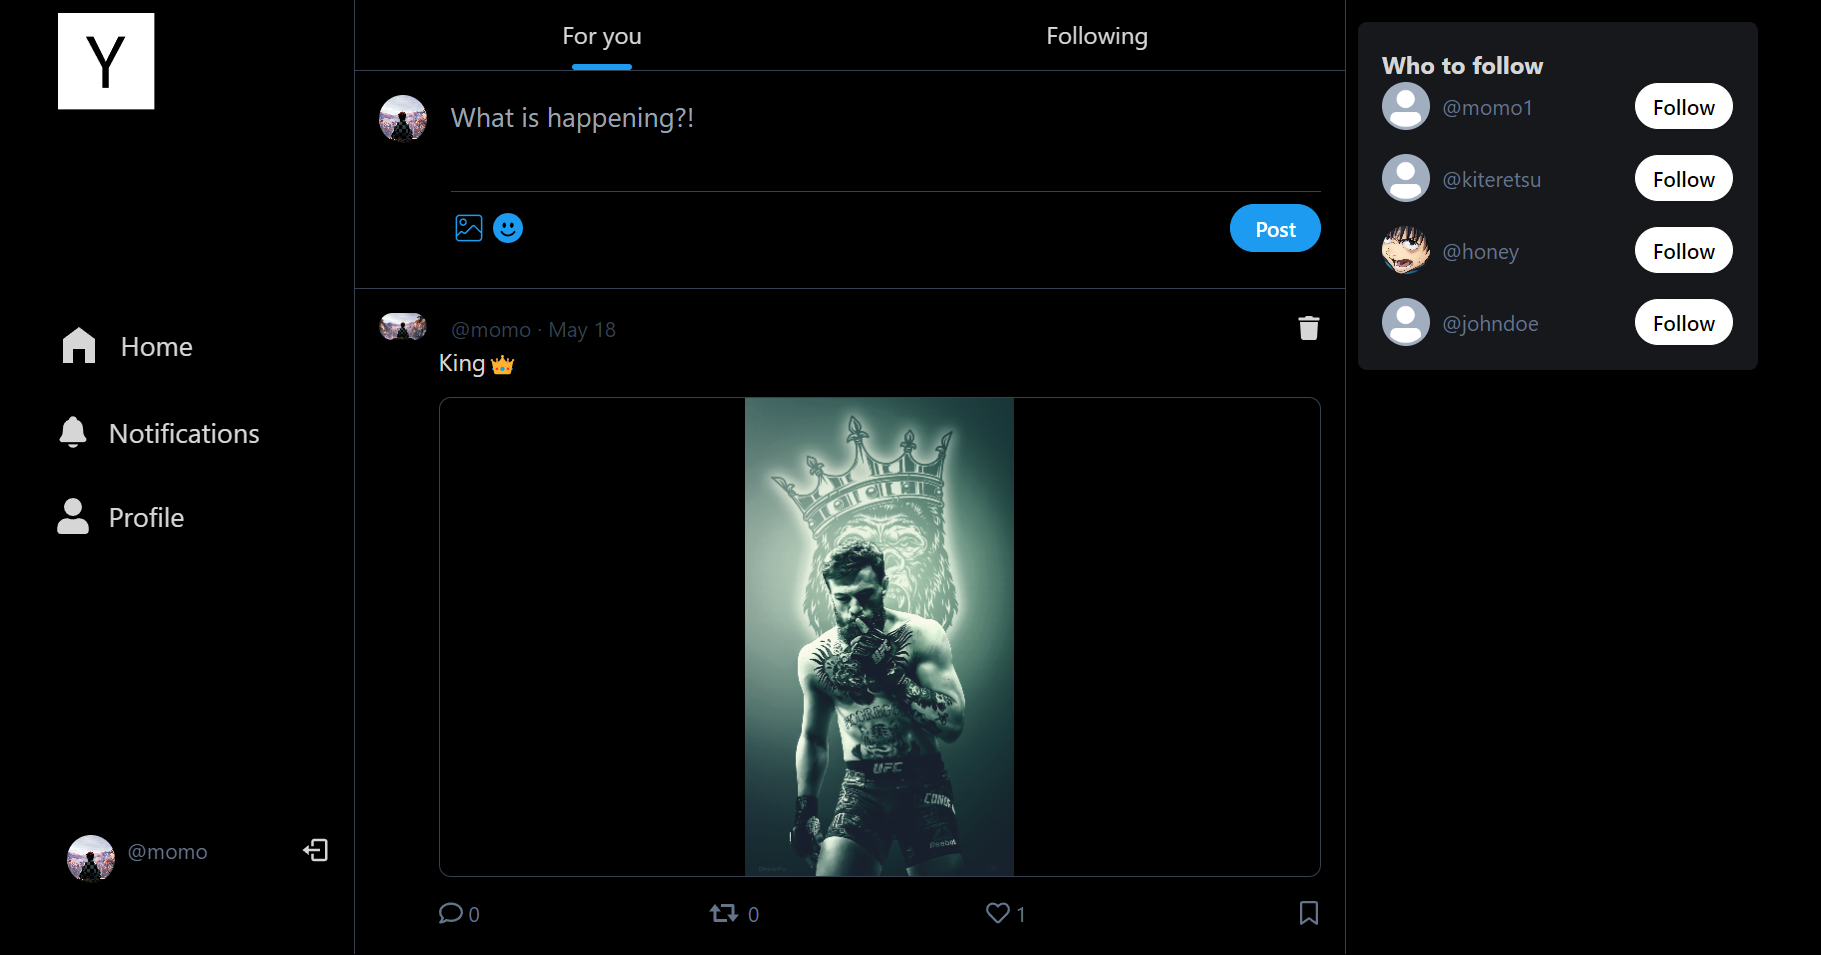 Y
Home
Notifications
Profile
@momo
For you
Following
What is happening?!
Post
@momo · May 18
King 👑
UFC
Reebok
0
0
1
Who to follow
@momo1
Follow
@kiteretsu
Follow
@honey
Follow
@johndoe
Follow